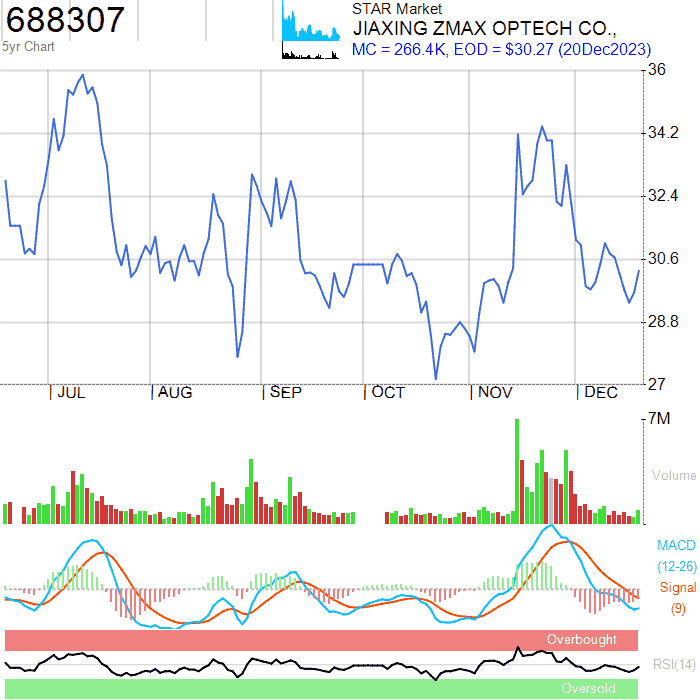 688307
5yr Chart
STAR Market
JIAXING ZMAX OPTECH CO.,
MC = 266.4K, EOD = $30.27 (20Dec2023)
36
34.2
32.4
30.6
28.8
27
JUL AUG SEP OCT NOV DEC
7M
Volume
MACD
(12-26)
Signal
(9)
Overbought
RSI(14)
Oversold